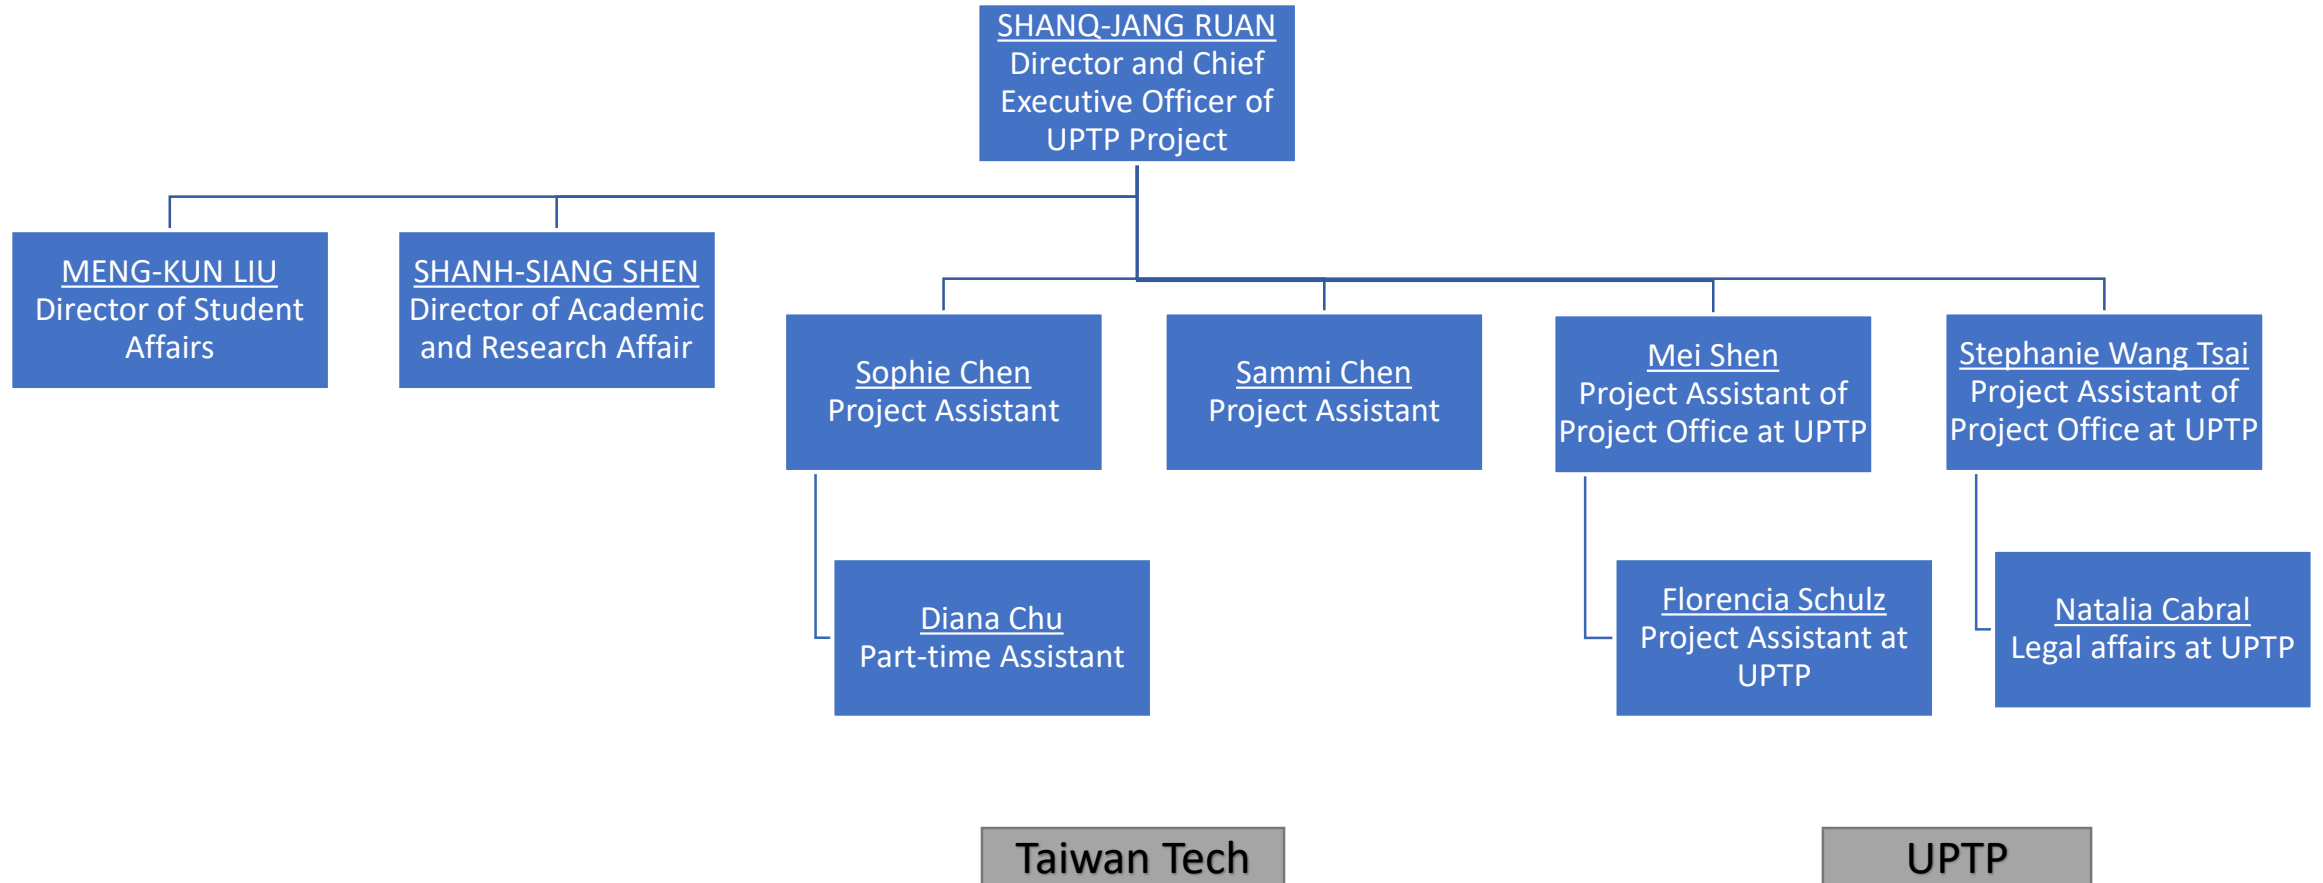 SHANQ-JANG RUAN
Director and Chief
Executive Officer of
UPTP Project
MENG-KUN LIU
Director of Student
Affairs
SHANH-SIANG SHEN
Director of Academic
and Research Affair
Sophie Chen
Project Assistant
Sammi Chen
Project Assistant
Mei Shen
Project Assistant of
Project Office at UPTP
Stephanie Wang Tsai
Project Assistant of
Project Office at UPTP
Diana Chu
Part-time Assistant
Florencia Schulz
Project Assistant at
UPTP
Natalia Cabral
Legal affairs at UPTP
Taiwan Tech
UPTP